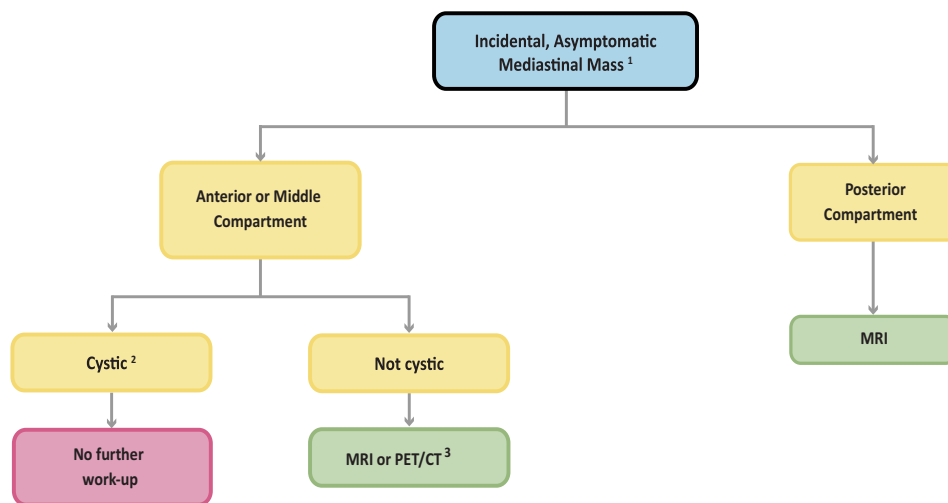 Incidental, Asymptomatic
Mediastinal Mass 1
Anterior or Middle
Compartment
Posterior
Compartment
Cystic 2
Not cystic
MRI
No further
work-up
MRI or PET/CT 3